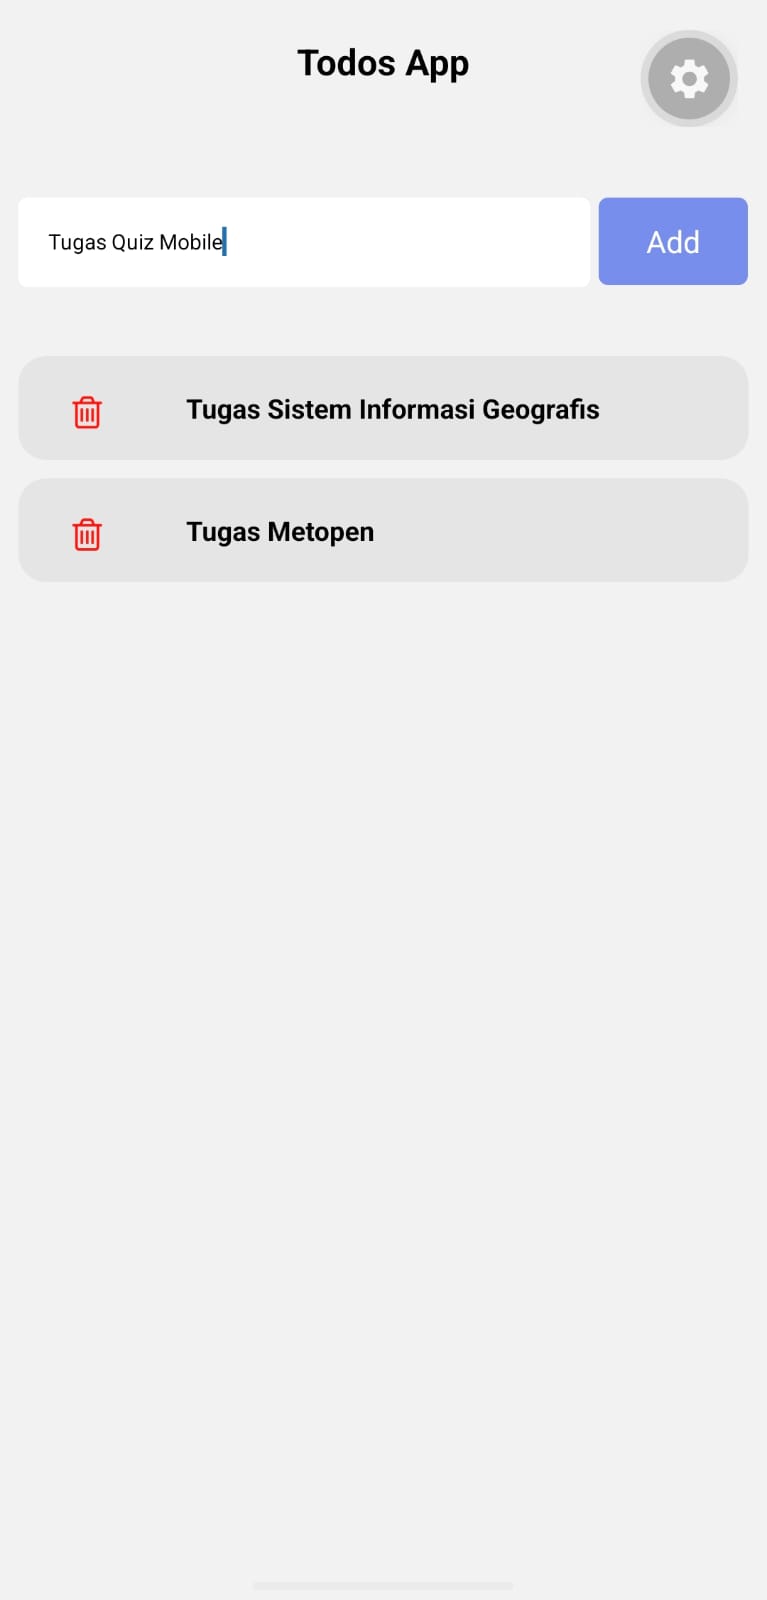 Todos App
Tugas Quiz Mobile
Add
Tugas Sistem Informasi Geografis
Tugas Metopen